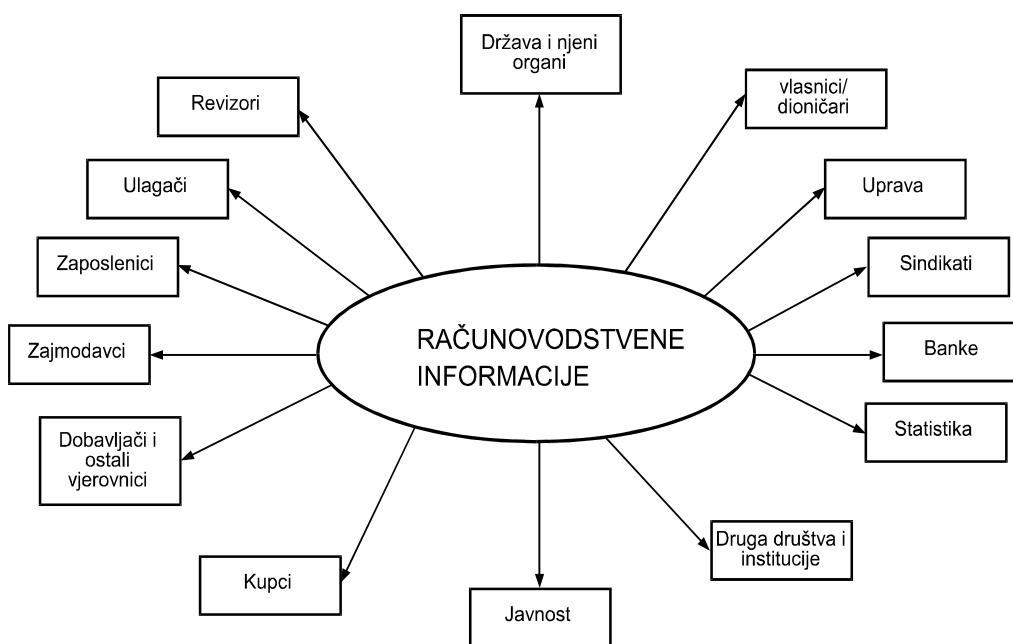 Država i njeni
organi
vlasnici/
dioničari
Revizori
Ulagači
Uprava
Zaposlenici
Sindikati
RAČUNOVODSTVENE
INFORMACIJE
Zajmodavci
Banke
Dobavljači i
ostali
vjerovnici
Statistika
Druga društva i
institucije
Kupci
Javnost